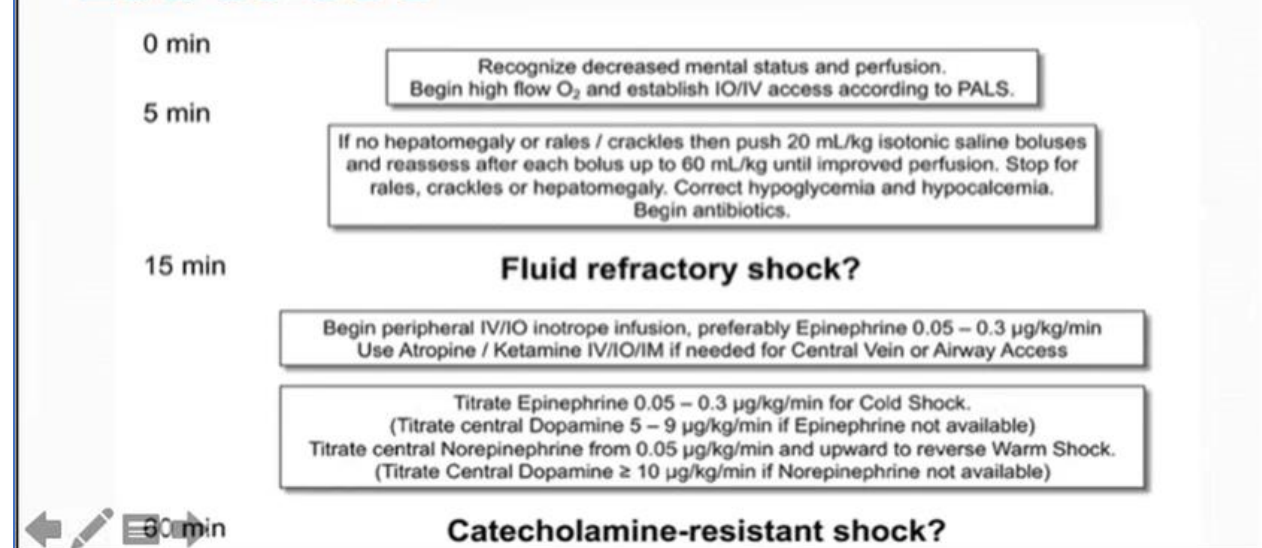 0 min
Recognize decreased mental status and perfusion.
Begin high flow O₂ and establish IO/IV access according to PALS.
5 min
If no hepatomegaly or rales / crackles then push 20 mL/kg isotonic saline boluses
and reassess after each bolus up to 60 mL/kg until improved perfusion. Stop for
rales, crackles or hepatomegaly. Correct hypoglycemia and hypocalcemia.
Begin antibiotics.
15 min
Fluid refractory shock?
Begin peripheral IV/IO inotrope infusion, preferably Epinephrine 0.05 – 0.3 µg/kg/min
Use Atropine / Ketamine IV/IO/IM if needed for Central Vein or Airway Access
Titrate Epinephrine 0.05 – 0.3 µg/kg/min for Cold Shock.
(Titrate central Dopamine 5 – 9 µg/kg/min if Epinephrine not available)
Titrate central Norepinephrine from 0.05 µg/kg/min and upward to reverse Warm Shock.
(Titrate Central Dopamine ≥ 10 µg/kg/min if Norepinephrine not available)
60 min
Catecholamine-resistant shock?